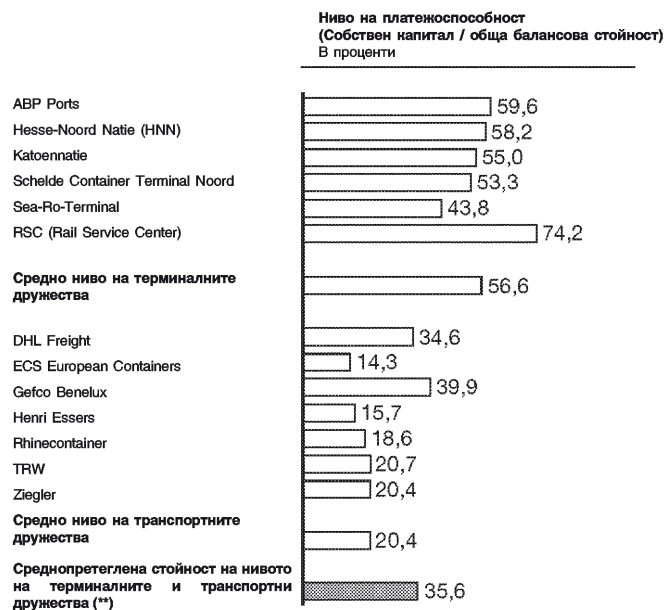 Ниво на платежоспособност
(Собствен капитал / обща балансова стойност)
В проценти
ABP Ports 59,6
Hesse-Noord Natie (HNN) 58,2
Katoennatie 55,0
Schelde Container Terminal Noord 53,3
Sea-Ro-Terminal 43,8
RSC (Rail Service Center) 74,2
Средно ниво на терминалните
дружества 56,6
DHL Freight 34,6
ECS European Containers 14,3
Gefco Benelux 39,9
Henri Essers 15,7
Rhinecontainer 18,6
TRW 20,7
Ziegler 20,4
Средно ниво на транспортните
дружества 20,4
Среднопретеглена стойност на нивото
на терминалните и транспортни
дружества (**) 35,6